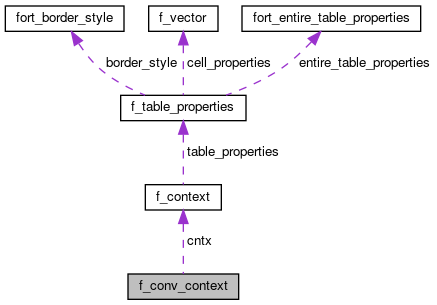 fort_border_style
f_vector
fort_entire_table_properties
border_style
cell_properties
entire_table_properties
f_table_properties
table_properties
f_context
cntx
f_conv_context